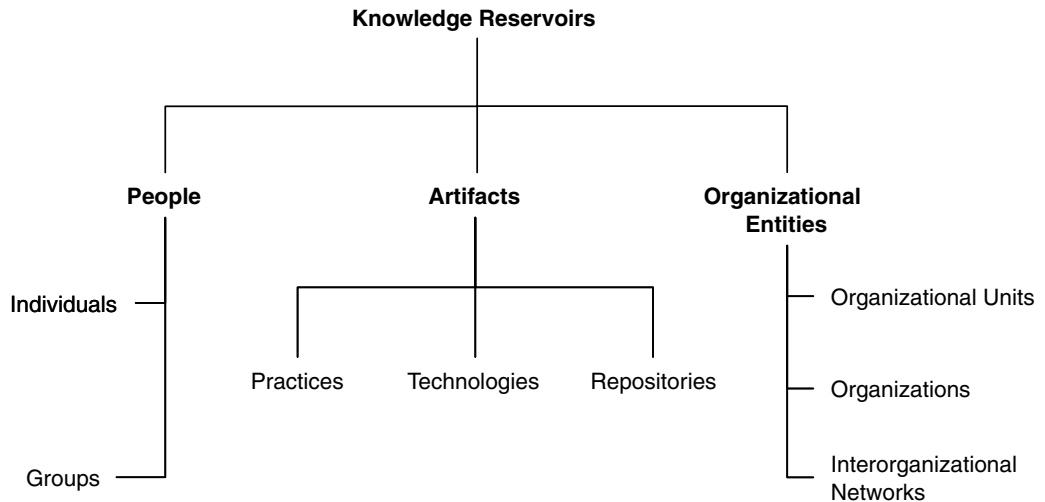 Knowledge Reservoirs
People
Artifacts
Organizational
Entities
Individuals
Groups
Practices
Technologies
Repositories
Organizational Units
Organizations
Interorganizational
Networks